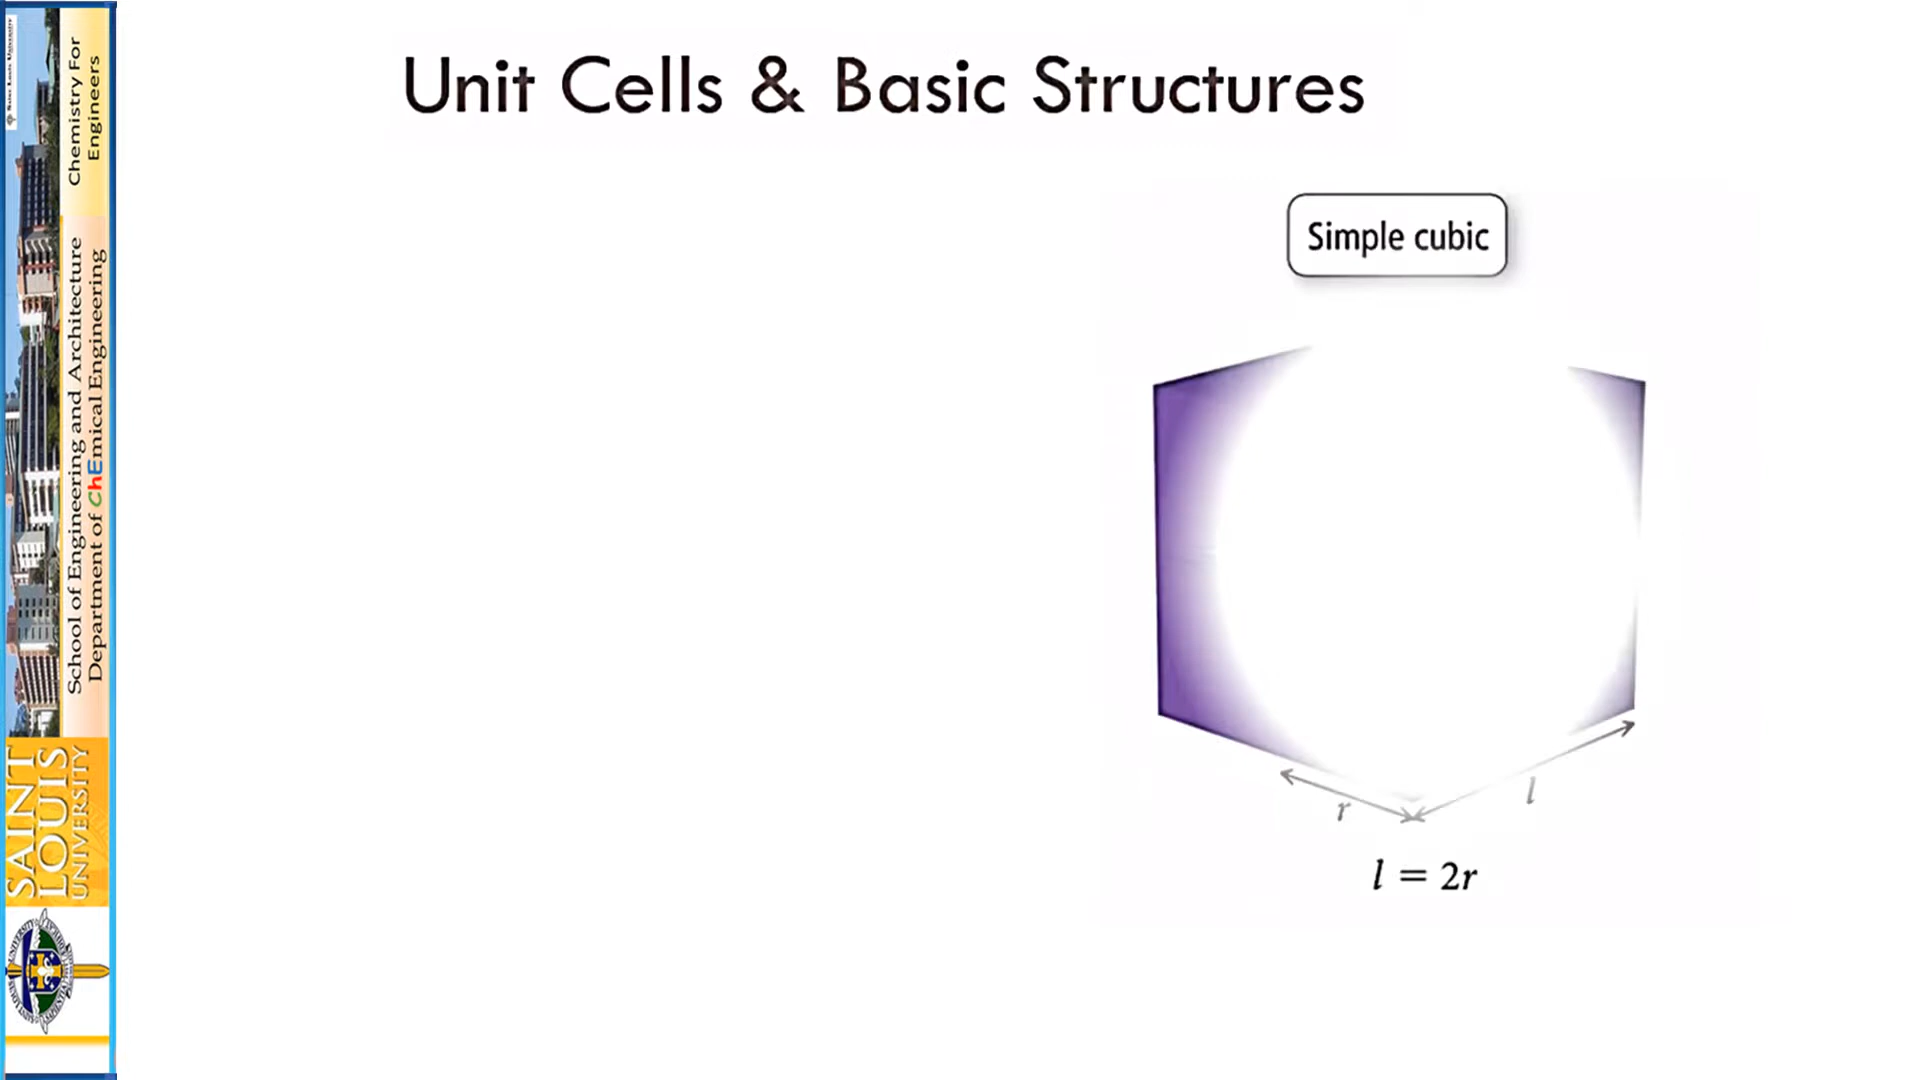 Unit Cells & Basic Structures
Simple cubic
r
l
l = 2r
Chemistry For
Engineers
School of Engineering and Architecture
Department of ChEmical Engineering
SAINT
LOUIS
UNIVERSITY